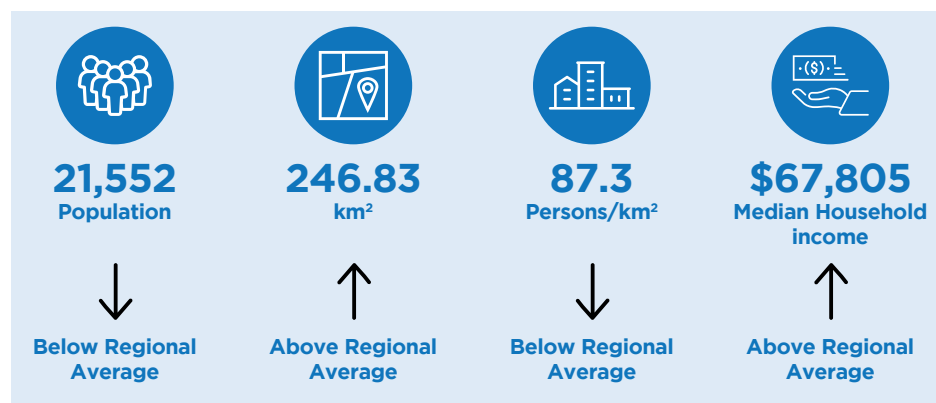 ($)
21,552
Population
Below Regional
Average
246.83
km²
Above Regional
Average
87.3
Persons/km²
Below Regional
Average
$67,805
Median Household
income
Above Regional
Average